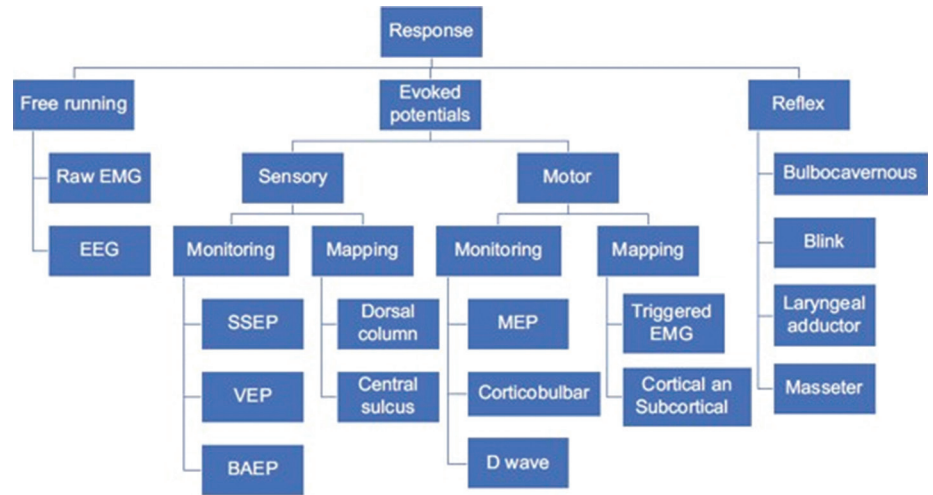 Response
Free running
Evoked
potentials
Reflex
Raw EMG
EEG
Sensory
Motor
Monitoring
Mapping
Monitoring
Mapping
SSEP
VEP
BAEP
Dorsal
column
Central
sulcus
MEP
Corticobulbar
D wave
Triggered
EMG
Cortical an
Subcortical
Bulbocavernous
Blink
Laryngeal
adductor
Masseter